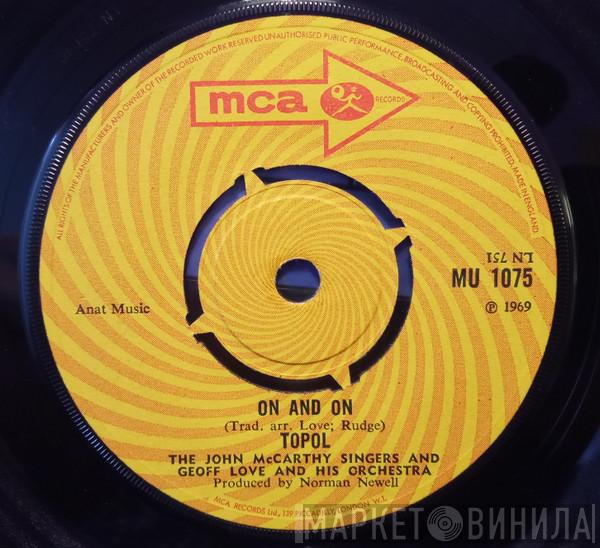 ALL RIGHTS OF THE MANUFACTURERS AND OWNER OF THE RECORDED WORK RESERVED UNAUTHORISED PUBLIC PERFORMANCE, BROADCASTING AND COPYING PROHIBITED. MADE IN ENGLAND.
mca
RECORDS
LN 751
MU 1075
Anat Music
℗ 1969
ON AND ON
(Trad. arr. Love; Rudge)
TOPOL
THE JOHN McCARTHY SINGERS AND
GEOFF LOVE AND HIS ORCHESTRA
Produced by Norman Newell
MCA RECORDS Ltd., 139 PICCADILLY, LONDON W.1.
МАРКЕТ ВИНИЛА